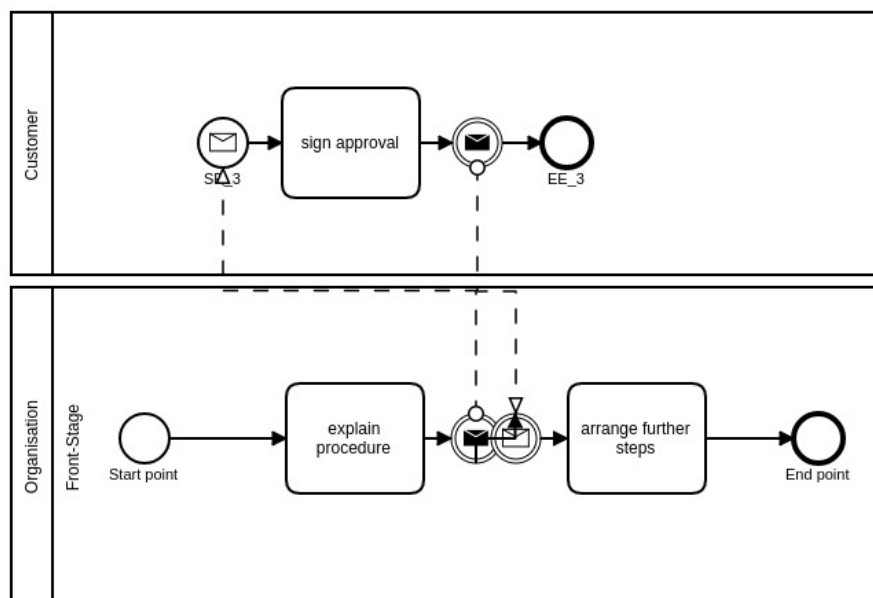 Customer
sign approval
EE_3
Organisation
Front-Stage
Start point
explain
procedure
arrange further
steps
End point